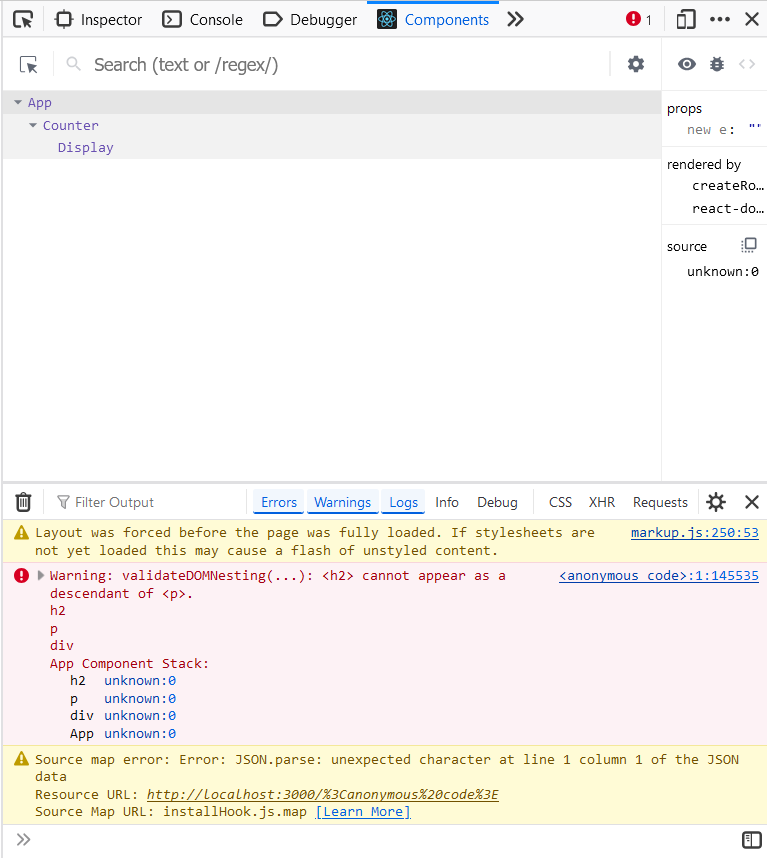 Inspector Console Debugger Components 1
Search (text or /regex/)
App
Counter
Display
props
new e: ""
rendered by
createRo…
react-do…
source
unknown:0
Filter Output Errors Warnings Logs Info Debug CSS XHR Requests
Layout was forced before the page was fully loaded. If stylesheets are markup.js:250:53
not yet loaded this may cause a flash of unstyled content.
Warning: validateDOMNesting(...): <h2> cannot appear as a <anonymous code>:1:145535
descendant of <p>.
h2
p
div
App Component Stack:
h2 unknown:0
p unknown:0
div unknown:0
App unknown:0
Source map error: Error: JSON.parse: unexpected character at line 1 column 1 of the JSON
data
Resource URL: http://localhost:3000/%3Canonymous%20code%3E
Source Map URL: installHook.js.map [Learn More]